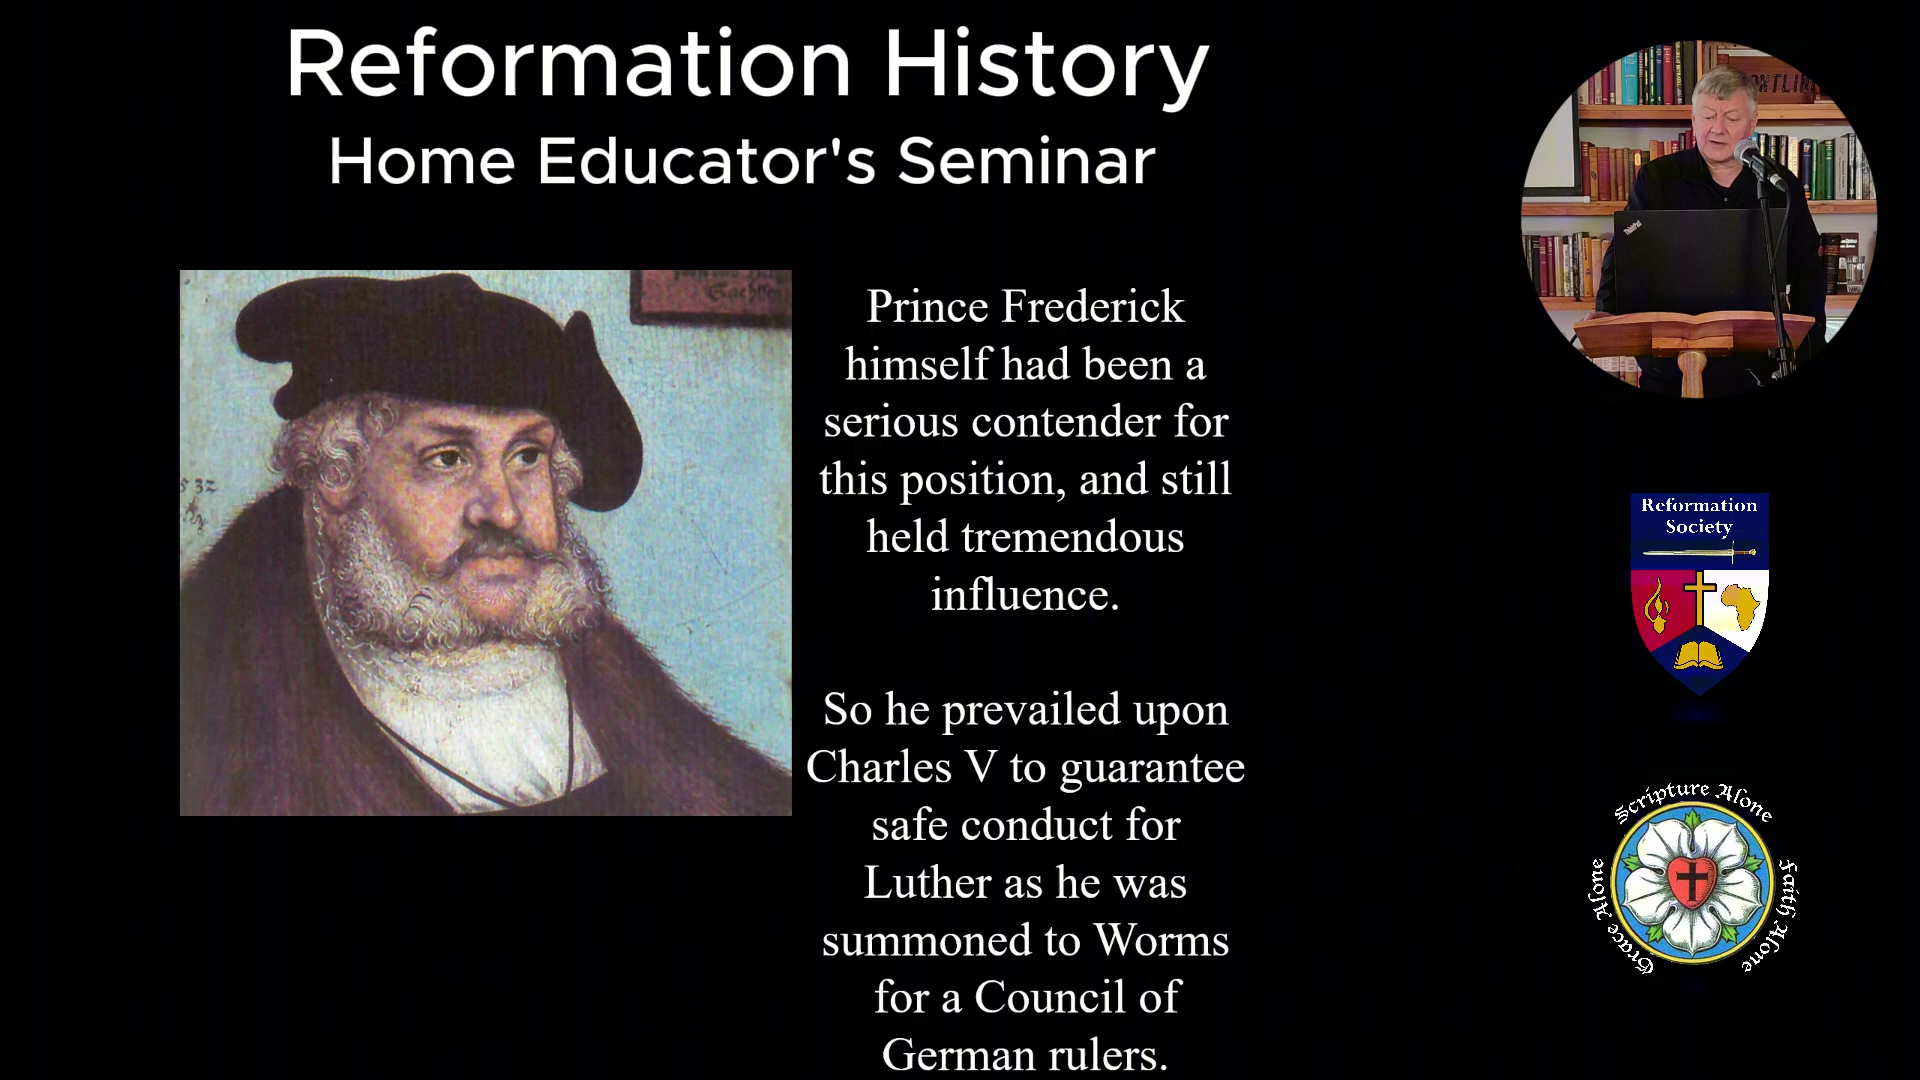 Reformation History
Home Educator's Seminar
Prince Frederick
himself had been a
serious contender for
this position, and still
held tremendous
influence.
So he prevailed upon
Charles V to guarantee
safe conduct for
Luther as he was
summoned to Worms
for a Council of
German rulers.
ThinkPad
Reformation
Society
Scripture Alone
Faith Alone
Grace Alone